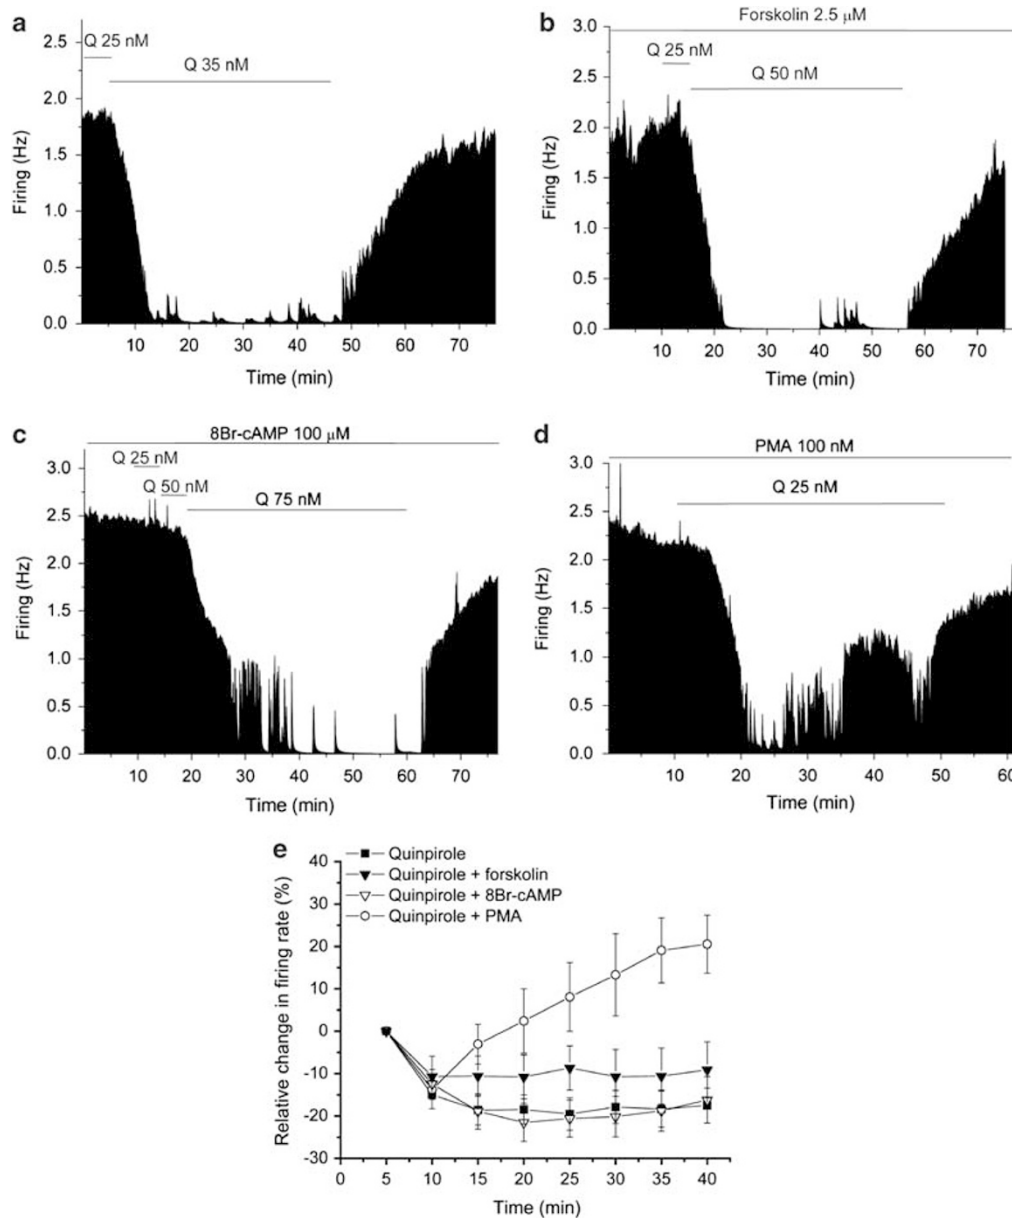 a
Q 25 nM
Q 35 nM
2.5
2.0
1.5
1.0
0.5
0.0
Firing (Hz)
10 20 30 40 50 60 70
Time (min)
b
Forskolin 2.5 μM
Q 25 nM
Q 50 nM
3.0
2.5
2.0
1.5
1.0
0.5
0.0
Firing (Hz)
10 20 30 40 50 60 70
Time (min)
c
8Br-cAMP 100 μM
Q 25 nM
Q 50 nM
Q 75 nM
3.0
2.5
2.0
1.5
1.0
0.5
0.0
Firing (Hz)
10 20 30 40 50 60 70
Time (min)
d
PMA 100 nM
Q 25 nM
3.0
2.5
2.0
1.5
1.0
0.5
0.0
Firing (Hz)
10 20 30 40 50 60
Time (min)
e
Quinpirole
Quinpirole + forskolin
Quinpirole + 8Br-cAMP
Quinpirole + PMA
40
30
20
10
0
-10
-20
-30
Relative change in firing rate (%)
0 5 10 15 20 25 30 35 40
Time (min)